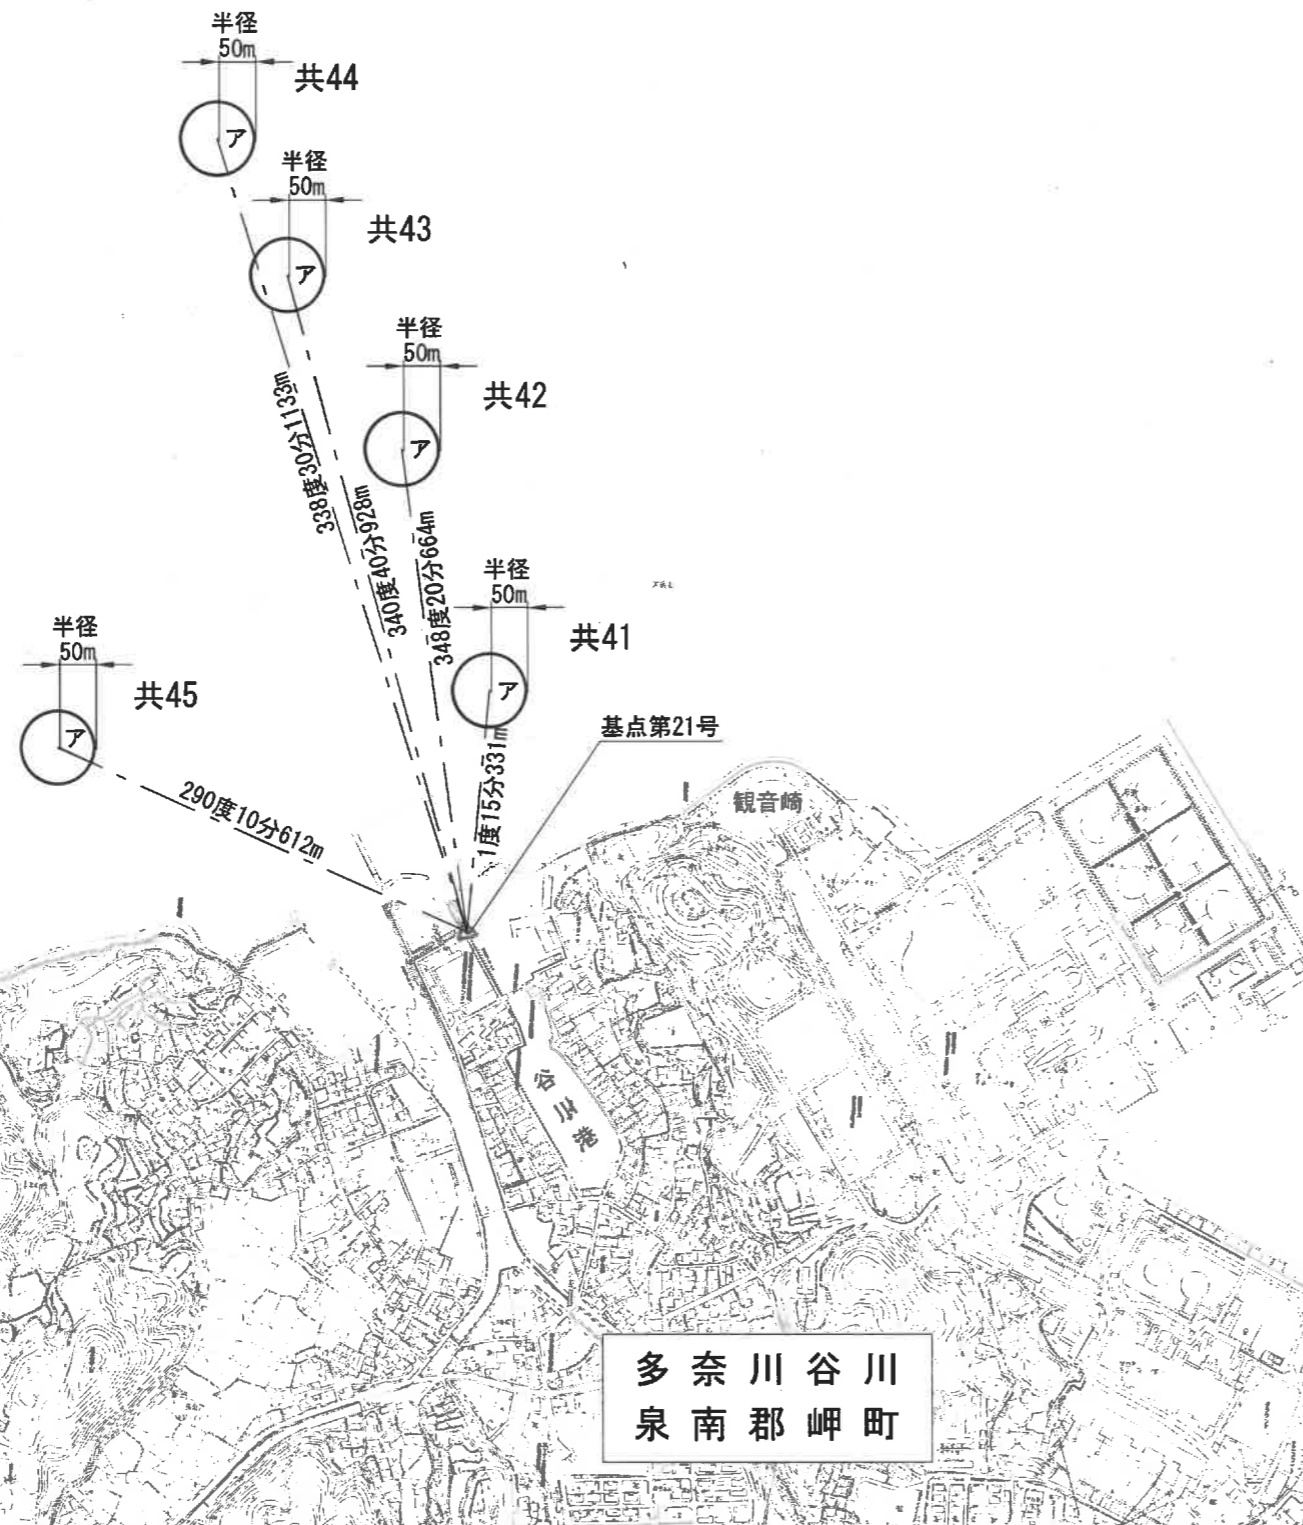 半径
50m
共44
ア
半径
50m
共43
ア
半径
50m
共42
ア
338度30分1133m
340度40分928m
348度20分664m
半径
50m
共41
ア
半径
50m
共45
ア
基点第21号
1度15分331m
290度10分612m
観音崎
谷川港
多奈川谷川
泉南郡岬町